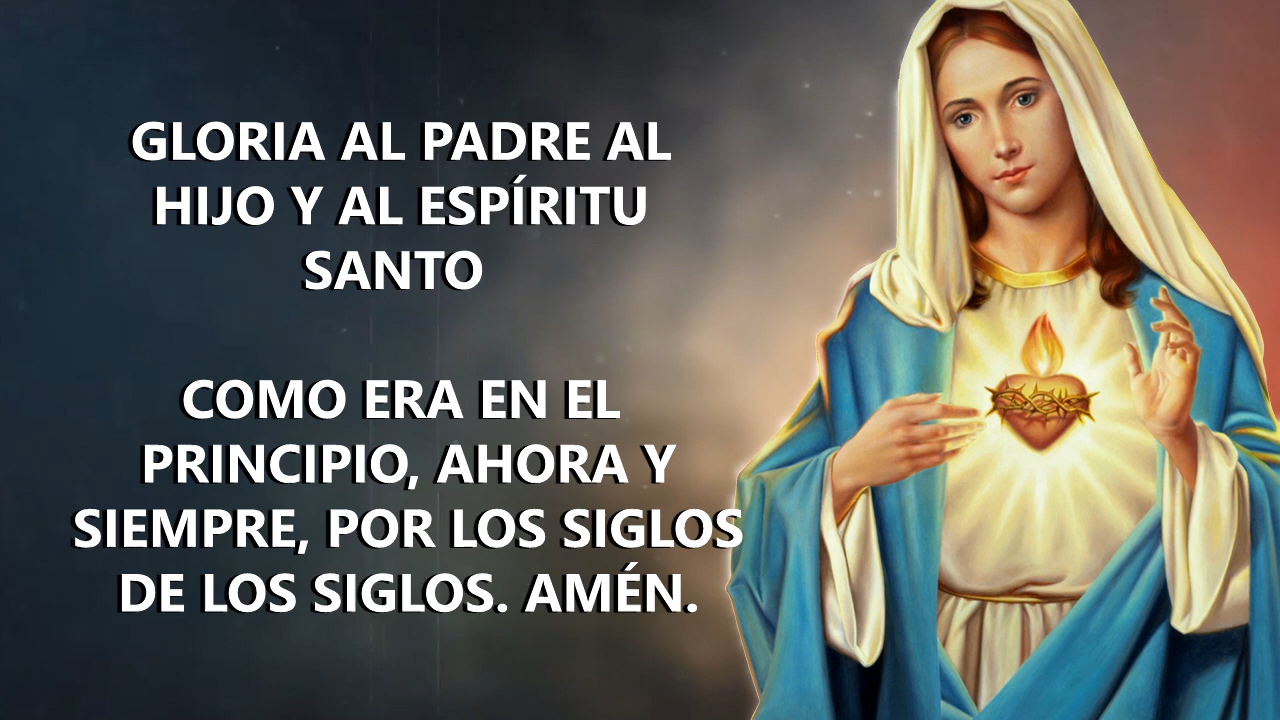 GLORIA AL PADRE AL
HIJO Y AL ESPÍRITU
SANTO
COMO ERA EN EL
PRINCIPIO, AHORA Y
SIEMPRE, POR LOS SIGLOS
DE LOS SIGLOS. AMÉN.